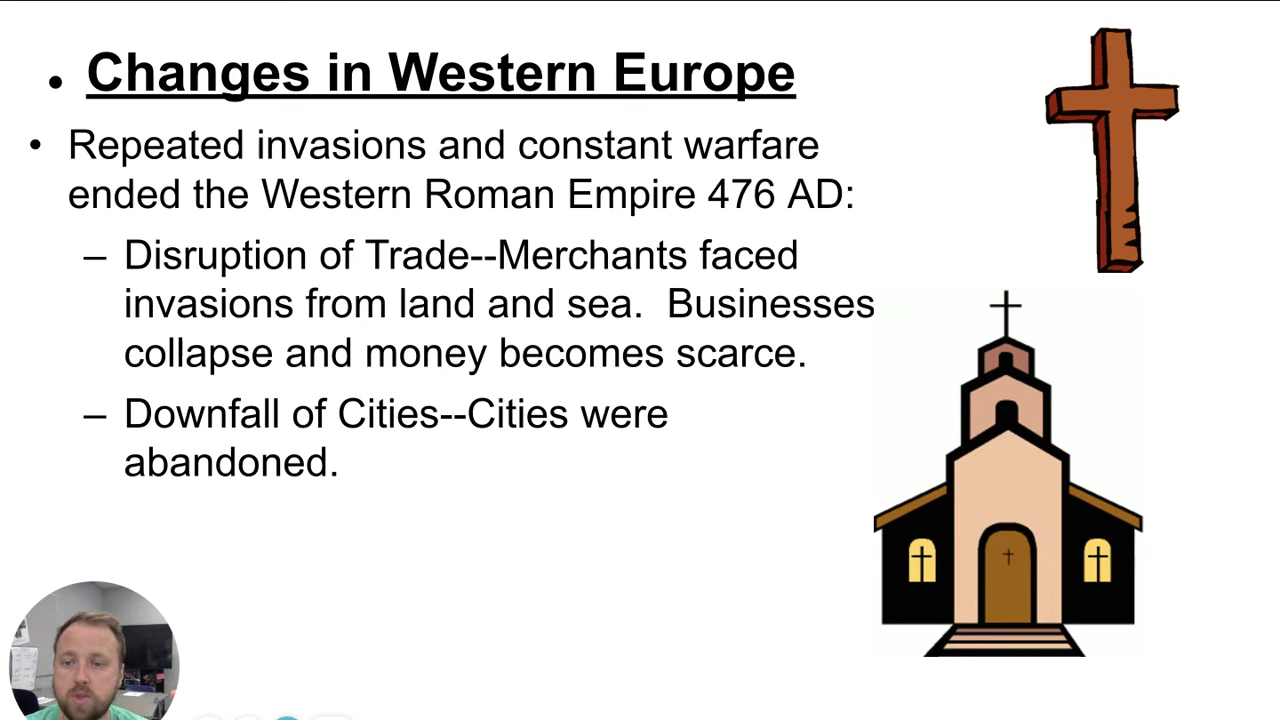 • Changes in Western Europe
• Repeated invasions and constant warfare
ended the Western Roman Empire 476 AD:
– Disruption of Trade--Merchants faced
invasions from land and sea.  Businesses
collapse and money becomes scarce.
– Downfall of Cities--Cities were
abandoned.